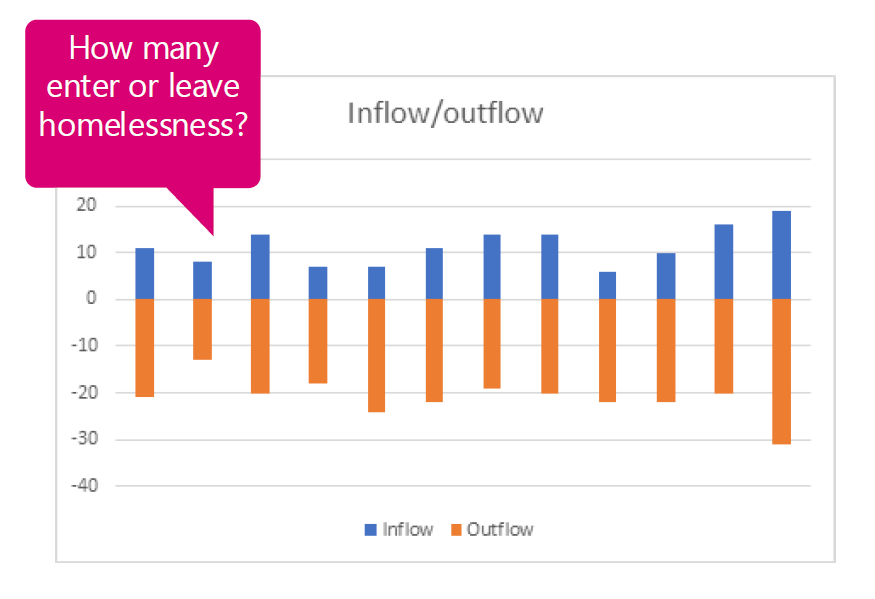 How many
enter or leave
homelessness?
Inflow/outflow
20
10
0
-10
-20
-30
-40
Inflow
Outflow